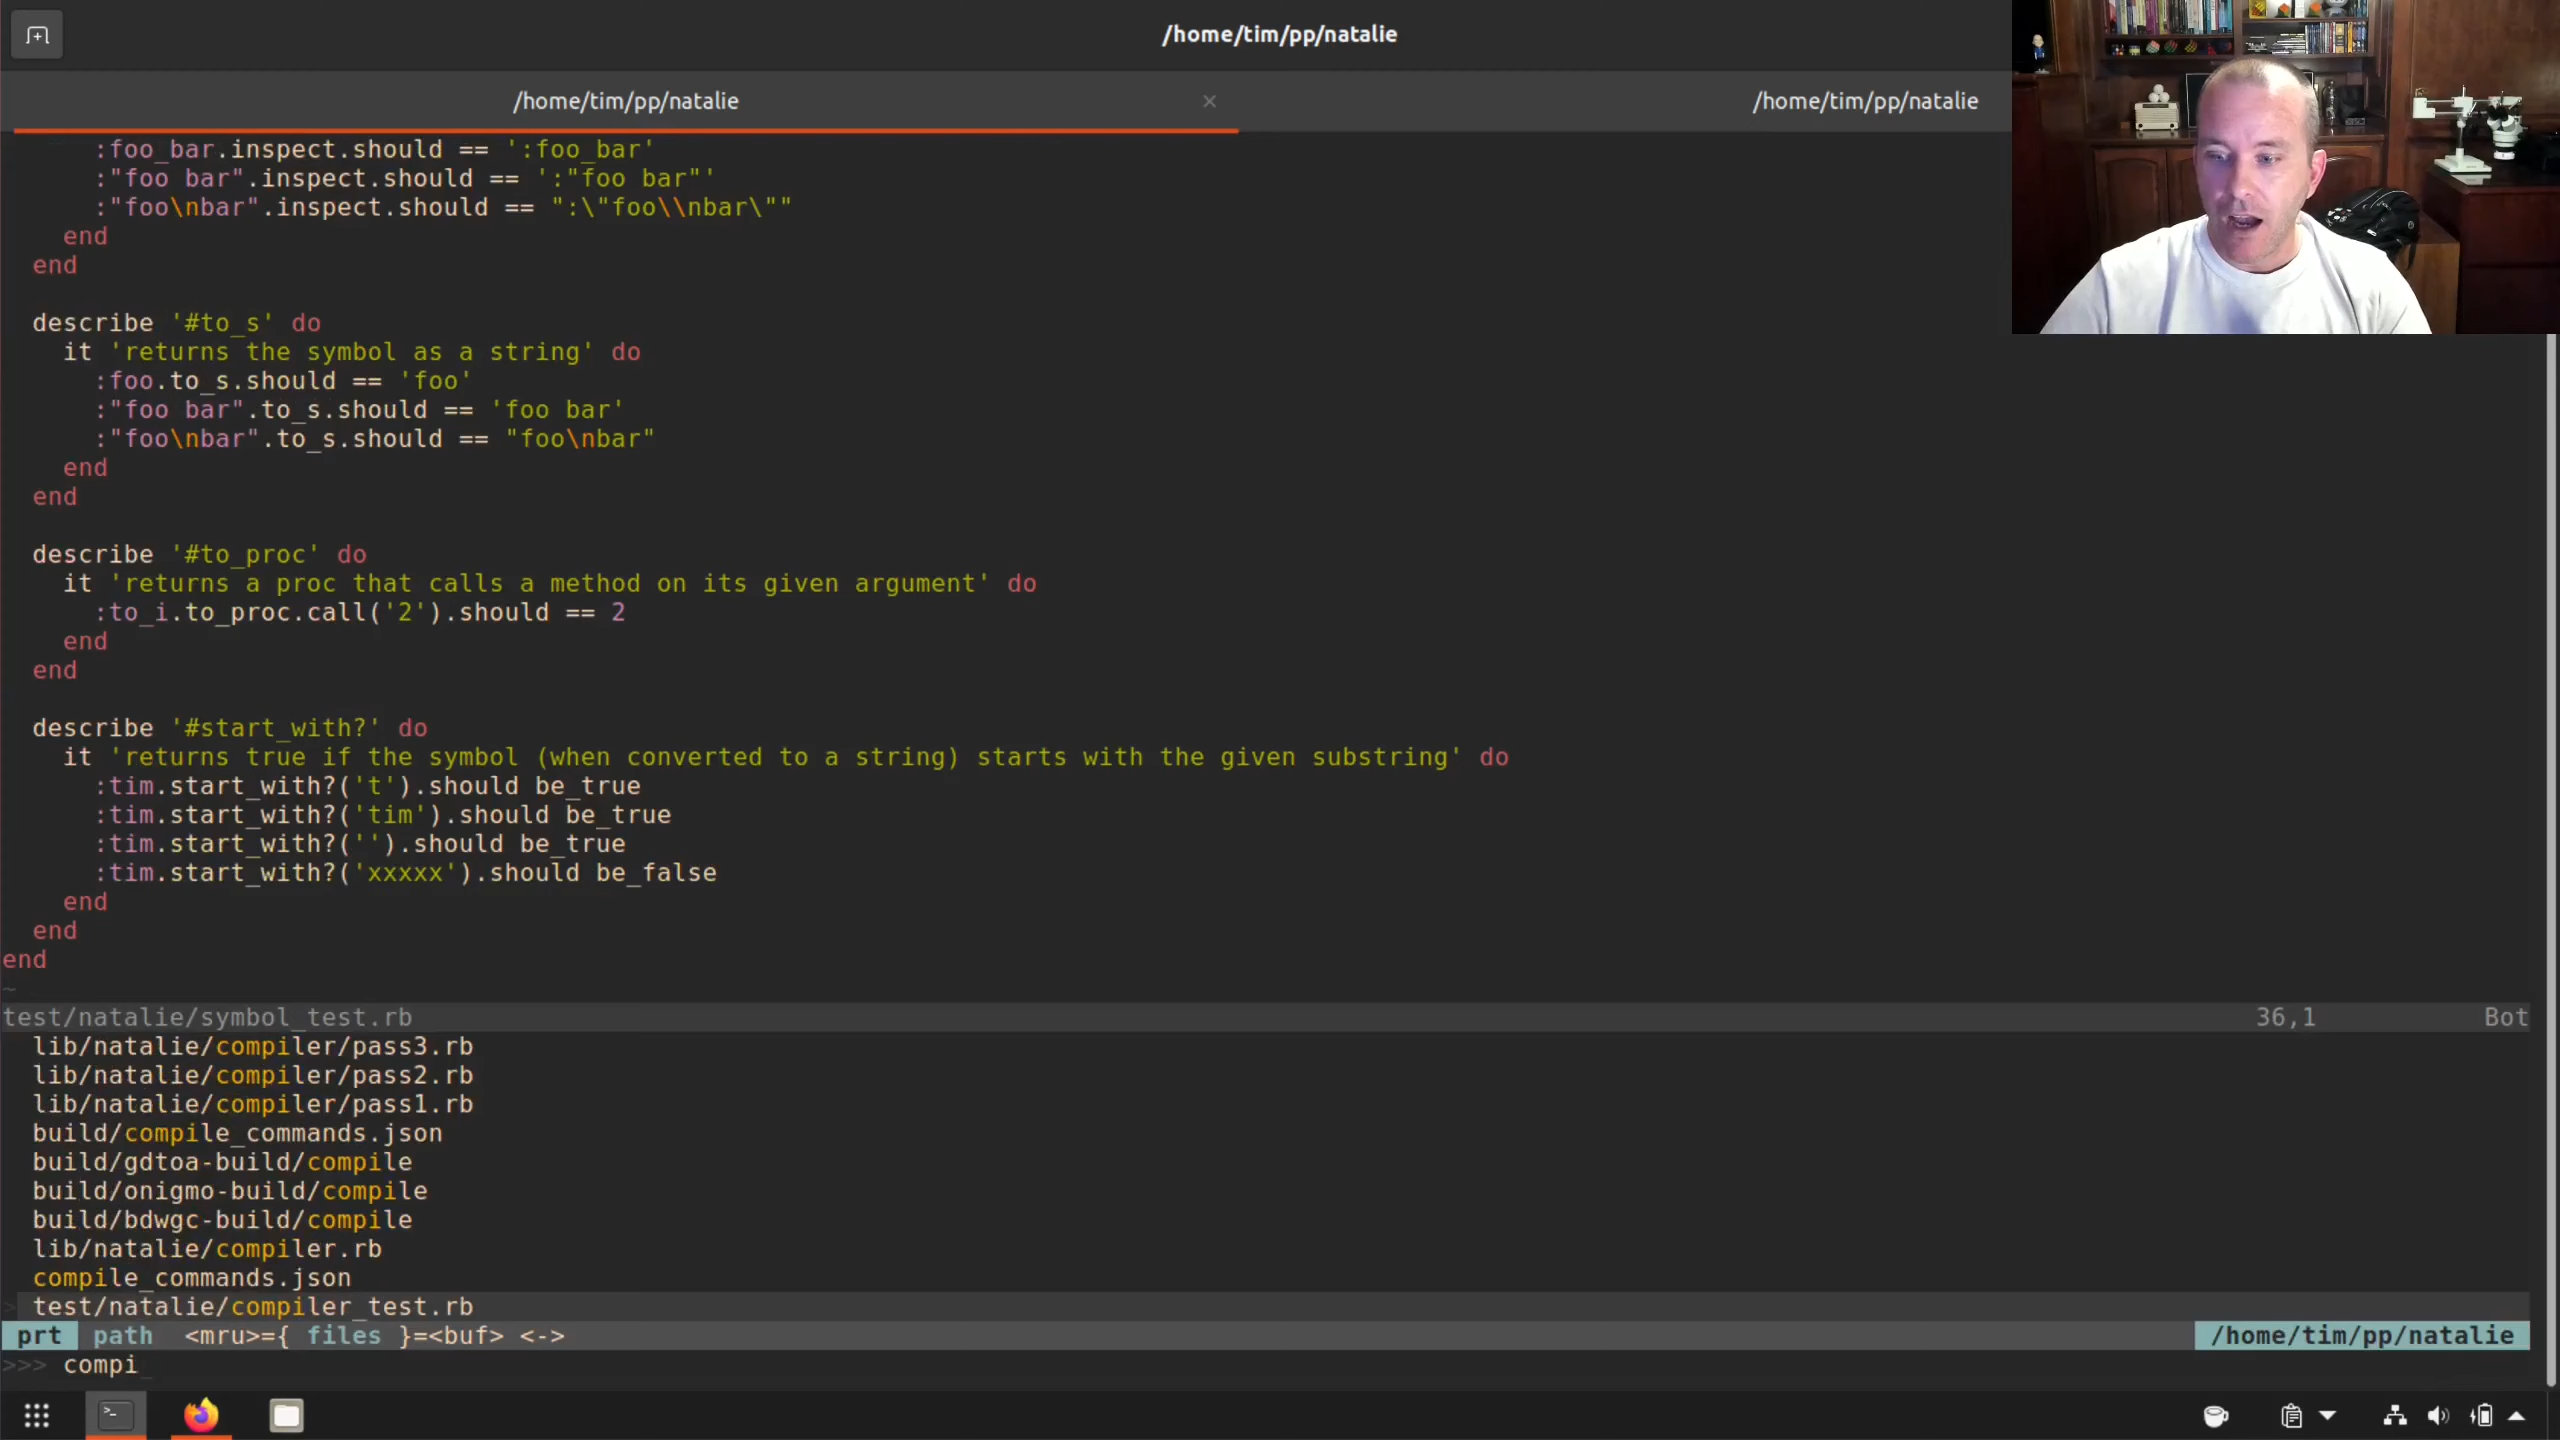 /home/tim/pp/natalie
/home/tim/pp/natalie × /home/tim/pp/natalie
:foo_bar.inspect.should == ':foo_bar'
:"foo bar".inspect.should == ':"foo bar"'
:"foo\nbar".inspect.should == ":\"foo\\nbar\""
end
end
describe '#to_s' do
it 'returns the symbol as a string' do
:foo.to_s.should == 'foo'
:"foo bar".to_s.should == 'foo bar'
:"foo\nbar".to_s.should == "foo\nbar"
end
end
describe '#to_proc' do
it 'returns a proc that calls a method on its given argument' do
:to_i.to_proc.call('2').should == 2
end
end
describe '#start_with?' do
it 'returns true if the symbol (when converted to a string) starts with the given substring' do
:tim.start_with?('t').should be_true
:tim.start_with?('tim').should be_true
:tim.start_with?('').should be_true
:tim.start_with?('xxxxx').should be_false
end
end
end
~
test/natalie/symbol_test.rb 36,1 Bot
lib/natalie/compiler/pass3.rb
lib/natalie/compiler/pass2.rb
lib/natalie/compiler/pass1.rb
build/compile_commands.json
build/gdtoa-build/compile
build/onigmo-build/compile
build/bdwgc-build/compile
lib/natalie/compiler.rb
compile_commands.json
> test/natalie/compiler_test.rb
prt path <mru>={ files }=<buf> <-> /home/tim/pp/natalie
>>> compi_